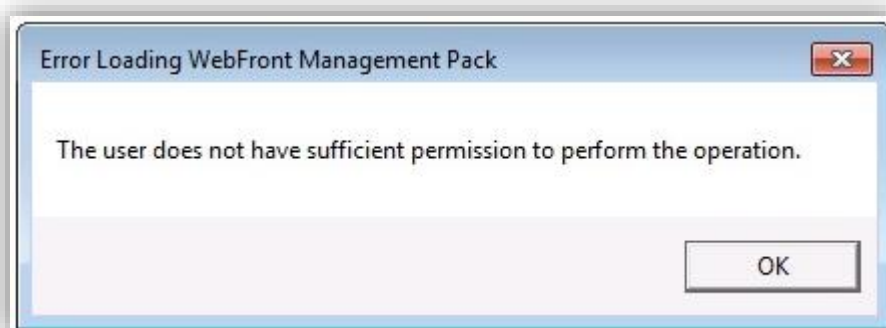 Error Loading WebFront Management Pack
The user does not have sufficient permission to perform the operation.
OK